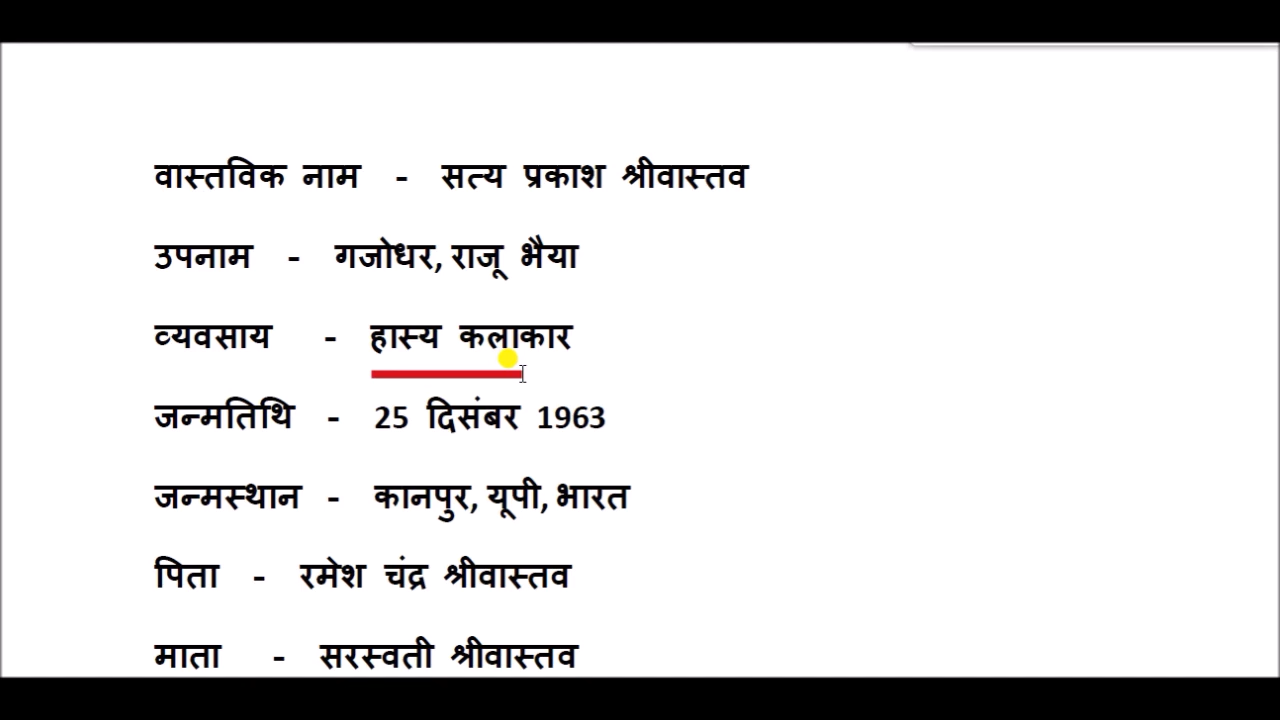 वास्तविक नाम - सत्य प्रकाश श्रीवास्तव
उपनाम - गजोधर, राजू भैया
व्यवसाय - हास्य कलाकार
जन्मतिथि - 25 दिसंबर 1963
जन्मस्थान - कानपुर, यूपी, भारत
पिता - रमेश चंद्र श्रीवास्तव
माता - सरस्वती श्रीवास्तव